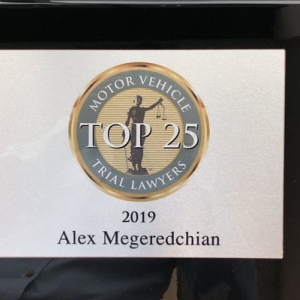 MOTOR VEHICLE
TOP 25
TRIAL LAWYERS
2019
Alex Megeredchian